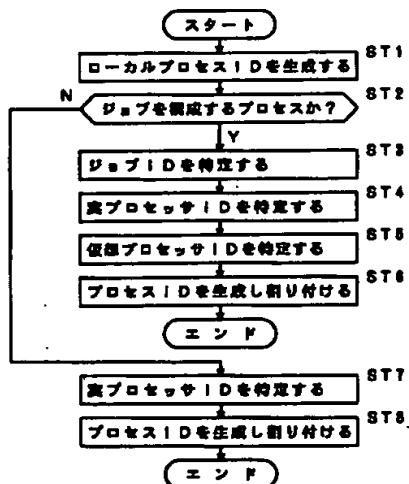 スタート
ST1
ローカルプロセスIDを生成する
ST2
N
ジョブを構成するプロセスか?
Y
ST3
ジョブIDを特定する
ST4
実プロセッサIDを特定する
ST5
仮想プロセッサIDを特定する
ST6
プロセスIDを生成し割り付ける
エンド
ST7
実プロセッサIDを特定する
ST8
プロセスIDを生成し割り付ける
エンド